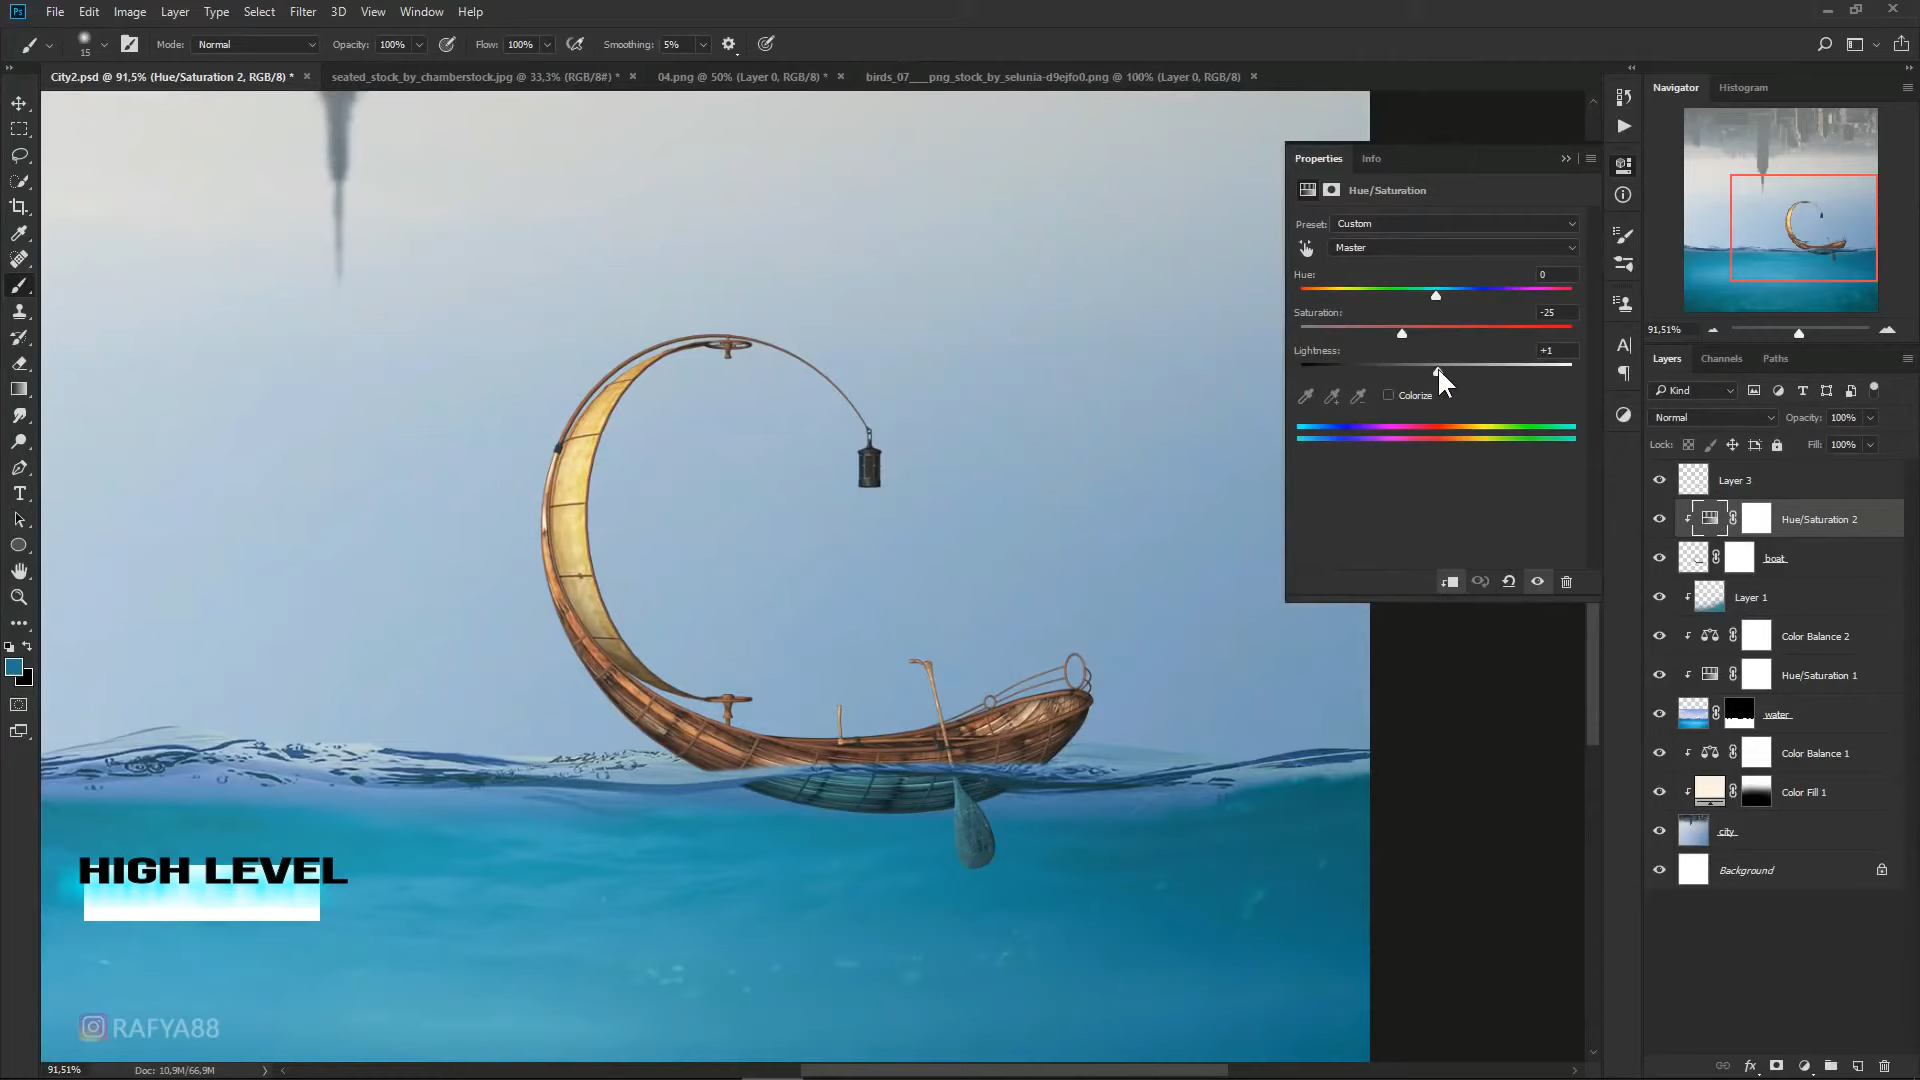 Ps File Edit Image Layer Type Select Filter 3D View Window Help
15 Mode: Normal Opacity: 100% Flow: 100% Smoothing: 5%
City2.psd @ 91,5% (Hue/Saturation 2, RGB/8) * × seated_stock_by_chamberstock.jpg @ 33,3% (RGB/8#) * × 04.png @ 50% (Layer 0, RGB/8) * × birds_07___png_stock_by_selunia-d9ejfo0.png @ 100% (Layer 0, RGB/8) ×
Navigator Histogram
Properties Info
Hue/Saturation
Preset: Custom
Master
Hue: 0
Saturation: -25
Lightness: +1
Colorize
91,51%
Layers Channels Paths
Kind
Normal Opacity: 100%
Lock: Fill: 100%
Layer 3
Hue/Saturation 2
boat
Layer 1
Color Balance 2
Hue/Saturation 1
water
Color Balance 1
Color Fill 1
city
Background
HIGH LEVEL
RAFYA88
91,51% Doc: 10,9M/66,9M
fx